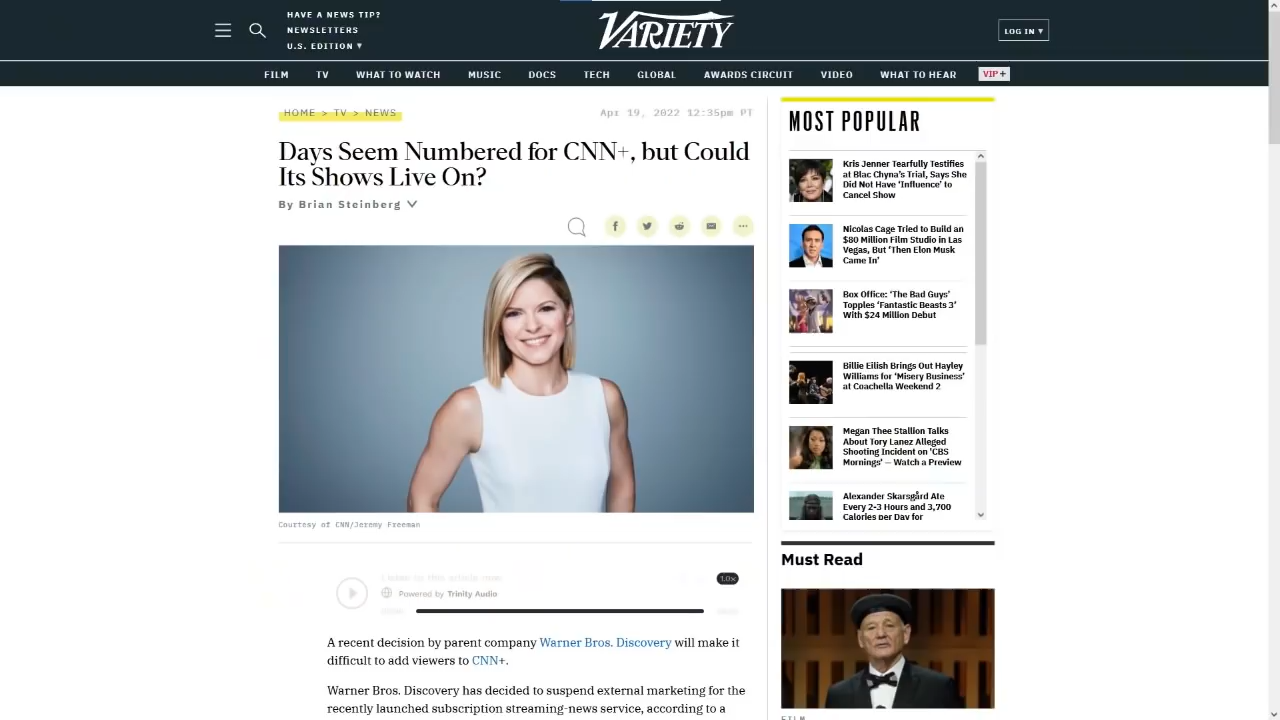 HAVE A NEWS TIP?
NEWSLETTERS
U.S. EDITION
VARIETY
LOG IN
FILM TV WHAT TO WATCH MUSIC DOCS TECH GLOBAL AWARDS CIRCUIT VIDEO WHAT TO HEAR VIP+
HOME > TV > NEWS
Apr 19, 2022 12:35pm PT
Days Seem Numbered for CNN+, but Could
Its Shows Live On?
By Brian Steinberg
Courtesy of CNN/Jeremy Freeman
Listen to this article now
1.0x
Powered by Trinity Audio
A recent decision by parent company Warner Bros. Discovery will make it
difficult to add viewers to CNN+.
Warner Bros. Discovery has decided to suspend external marketing for the
recently launched subscription streaming-news service, according to a
MOST POPULAR
Kris Jenner Tearfully Testifies
at Blac Chyna's Trial, Says She
Did Not Have 'Influence' to
Cancel Show
Nicolas Cage Tried to Build an
$80 Million Film Studio in Las
Vegas, But 'Then Elon Musk
Came In'
Box Office: 'The Bad Guys'
Topples 'Fantastic Beasts 3'
With $24 Million Debut
Billie Eilish Brings Out Hayley
Williams for 'Misery Business'
at Coachella Weekend 2
Megan Thee Stallion Talks
About Tory Lanez Alleged
Shooting Incident on 'CBS
Mornings' — Watch a Preview
Alexander Skarsgård Ate
Every 2-3 Hours and 3,700
Calories per Day for
Must Read
FILM